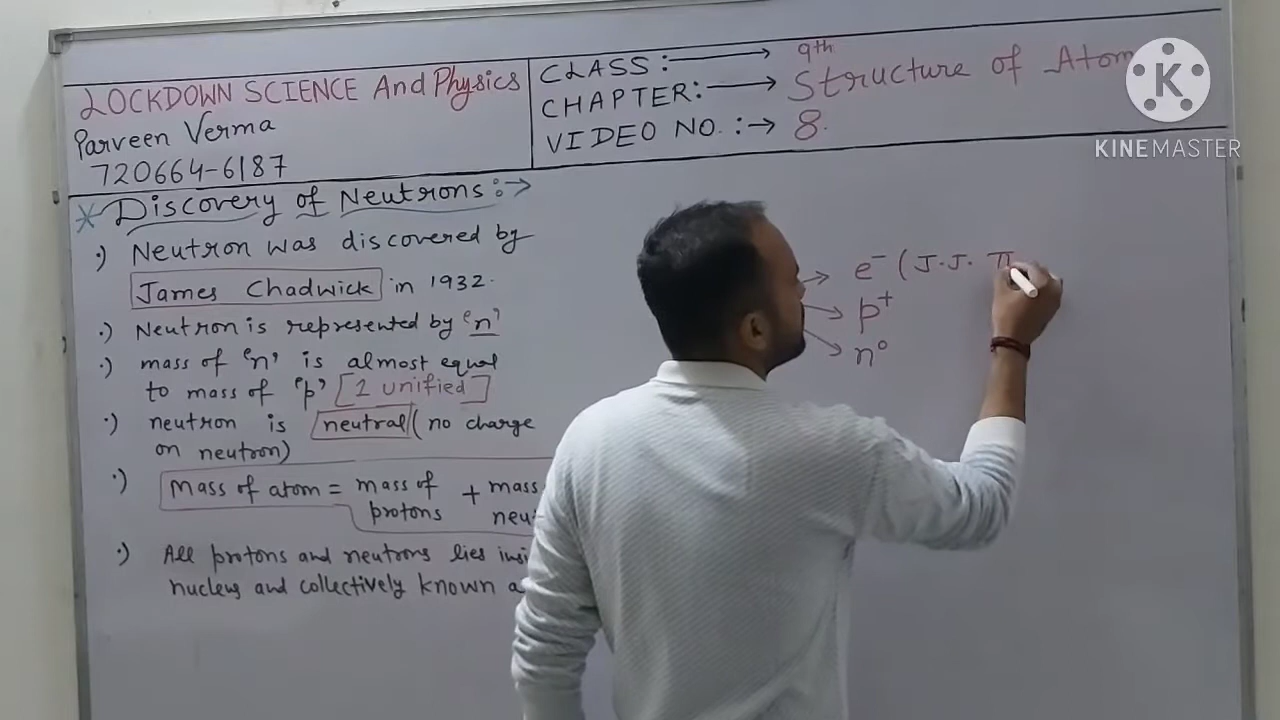 LOCKDOWN SCIENCE And Physics
Parveen Verma
720664-6187
CLASS :→ 9th
CHAPTER:→ Structure of Atom
VIDEO NO. :→ 8.
K
KINEMASTER
* Discovery of Neutrons :→
•) Neutron was discovered by
James Chadwick in 1932.
•) Neutron is represented by 'n'
•) mass of 'n' is almost equal
to mass of 'p' [1 unified]
•) neutron is neutral (no charge
on neutron)
•) Mass of atom = mass of protons + mass
•) All protons and neutrons lies
nucleus and collectively known
→ e⁻ (J.J.
→ p⁺
→ n⁰